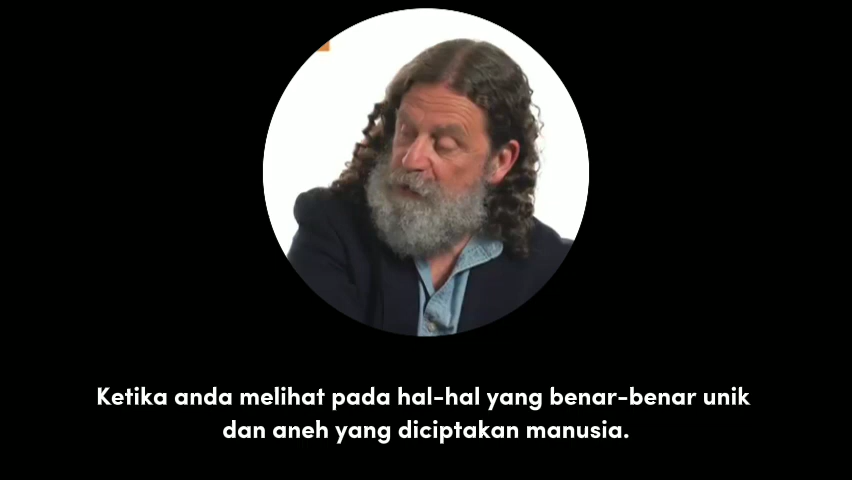 Ketika anda melihat pada hal-hal yang benar-benar unik
dan aneh yang diciptakan manusia.